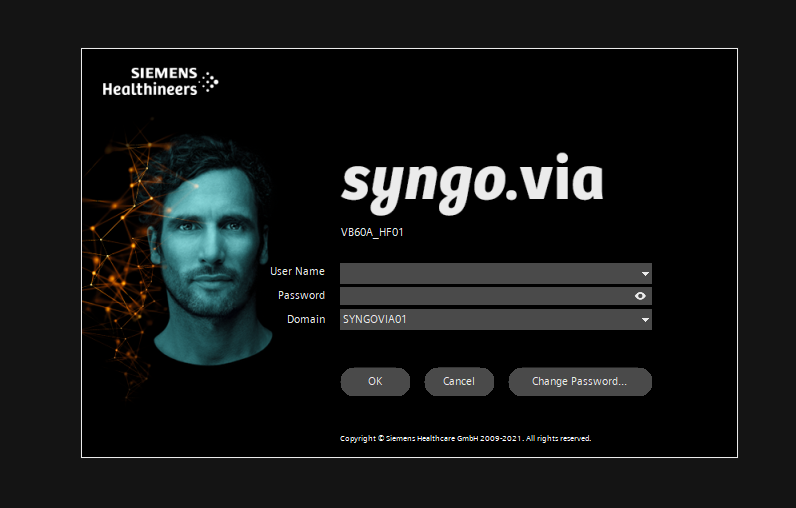 SIEMENS
Healthineers
syngo.via
VB60A_HF01
User Name
Password
Domain SYNGOVIA01
OK Cancel Change Password...
Copyright © Siemens Healthcare GmbH 2009-2021. All rights reserved.